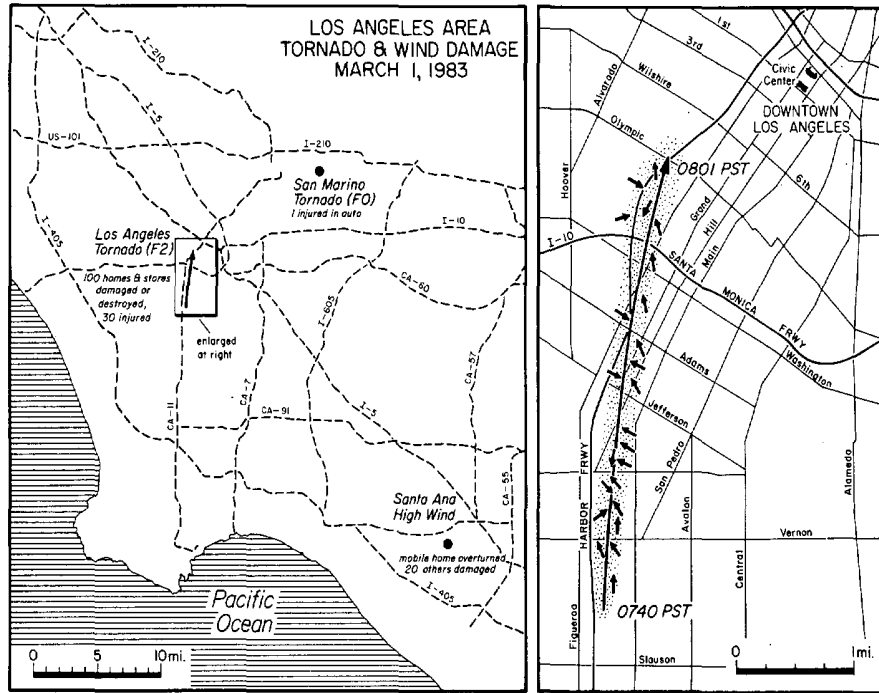 LOS ANGELES AREA
TORNADO & WIND DAMAGE
MARCH 1, 1983
I-210
I-5
US-101
I-210
San Marino
Tornado (F0)
1 injured in auto
I-405
I-10
Los Angeles
Tornado (F2)
100 homes & stores
damaged or
destroyed,
30 injured
CA-60
I-605
enlarged
at right
CA-57
CA-7
CA-11
CA-91
I-5
CA-55
Santa Ana
High Wind
mobile home overturned
20 others damaged
I-405
Pacific
Ocean
0 5 10 mi.
1st
3rd
Alvarado
Wilshire
Civic
Center
Olympic
DOWNTOWN
LOS ANGELES
Hoover
0801 PST
6th
Grand
Hill
Main
I-10
SANTA
MONICA
FRWY
Washington
Adams
Jefferson
HARBOR FRWY
San Pedro
Avalon
Alameda
Vernon
Central
0740 PST
Figueroa
Slauson
0 1 mi.